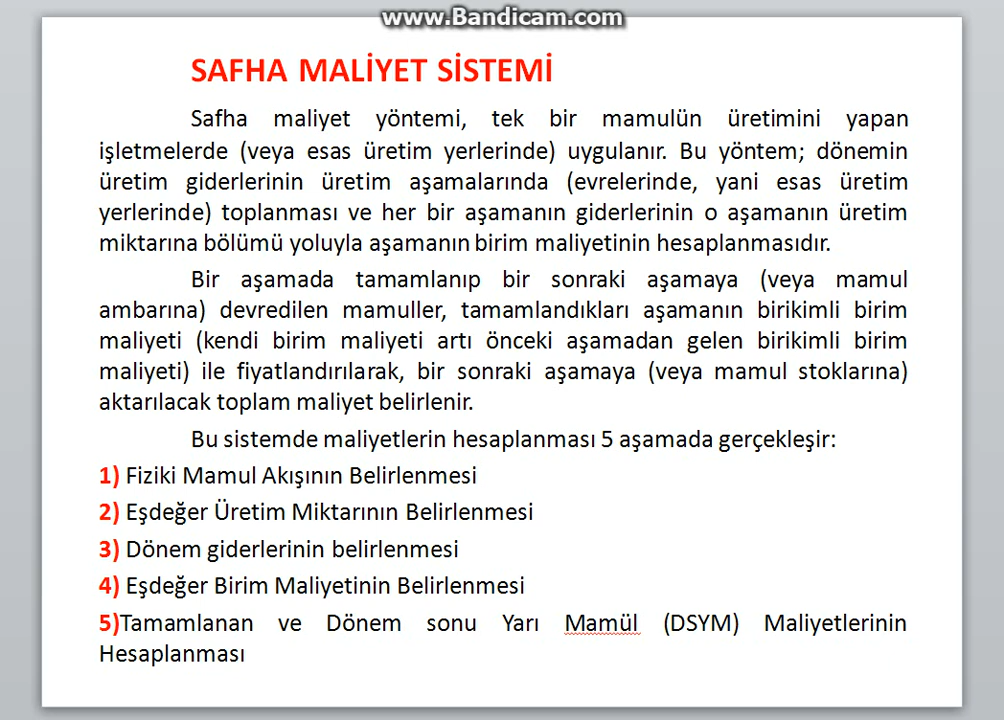 www.Bandicam.com
SAFHA MALİYET SİSTEMİ
Safha maliyet yöntemi, tek bir mamulün üretimini yapan
işletmelerde (veya esas üretim yerlerinde) uygulanır. Bu yöntem; dönemin
üretim giderlerinin üretim aşamalarında (evrelerinde, yani esas üretim
yerlerinde) toplanması ve her bir aşamanın giderlerinin o aşamanın üretim
miktarına bölümü yoluyla aşamanın birim maliyetinin hesaplanmasıdır.
Bir aşamada tamamlanıp bir sonraki aşamaya (veya mamul
ambarına) devredilen mamuller, tamamlandıkları aşamanın birikimli birim
maliyeti (kendi birim maliyeti artı önceki aşamadan gelen birikimli birim
maliyeti) ile fiyatlandırılarak, bir sonraki aşamaya (veya mamul stoklarına)
aktarılacak toplam maliyet belirlenir.
Bu sistemde maliyetlerin hesaplanması 5 aşamada gerçekleşir:
1) Fiziki Mamul Akışının Belirlenmesi
2) Eşdeğer Üretim Miktarının Belirlenmesi
3) Dönem giderlerinin belirlenmesi
4) Eşdeğer Birim Maliyetinin Belirlenmesi
5)Tamamlanan ve Dönem sonu Yarı Mamül (DSYM) Maliyetlerinin
Hesaplanması